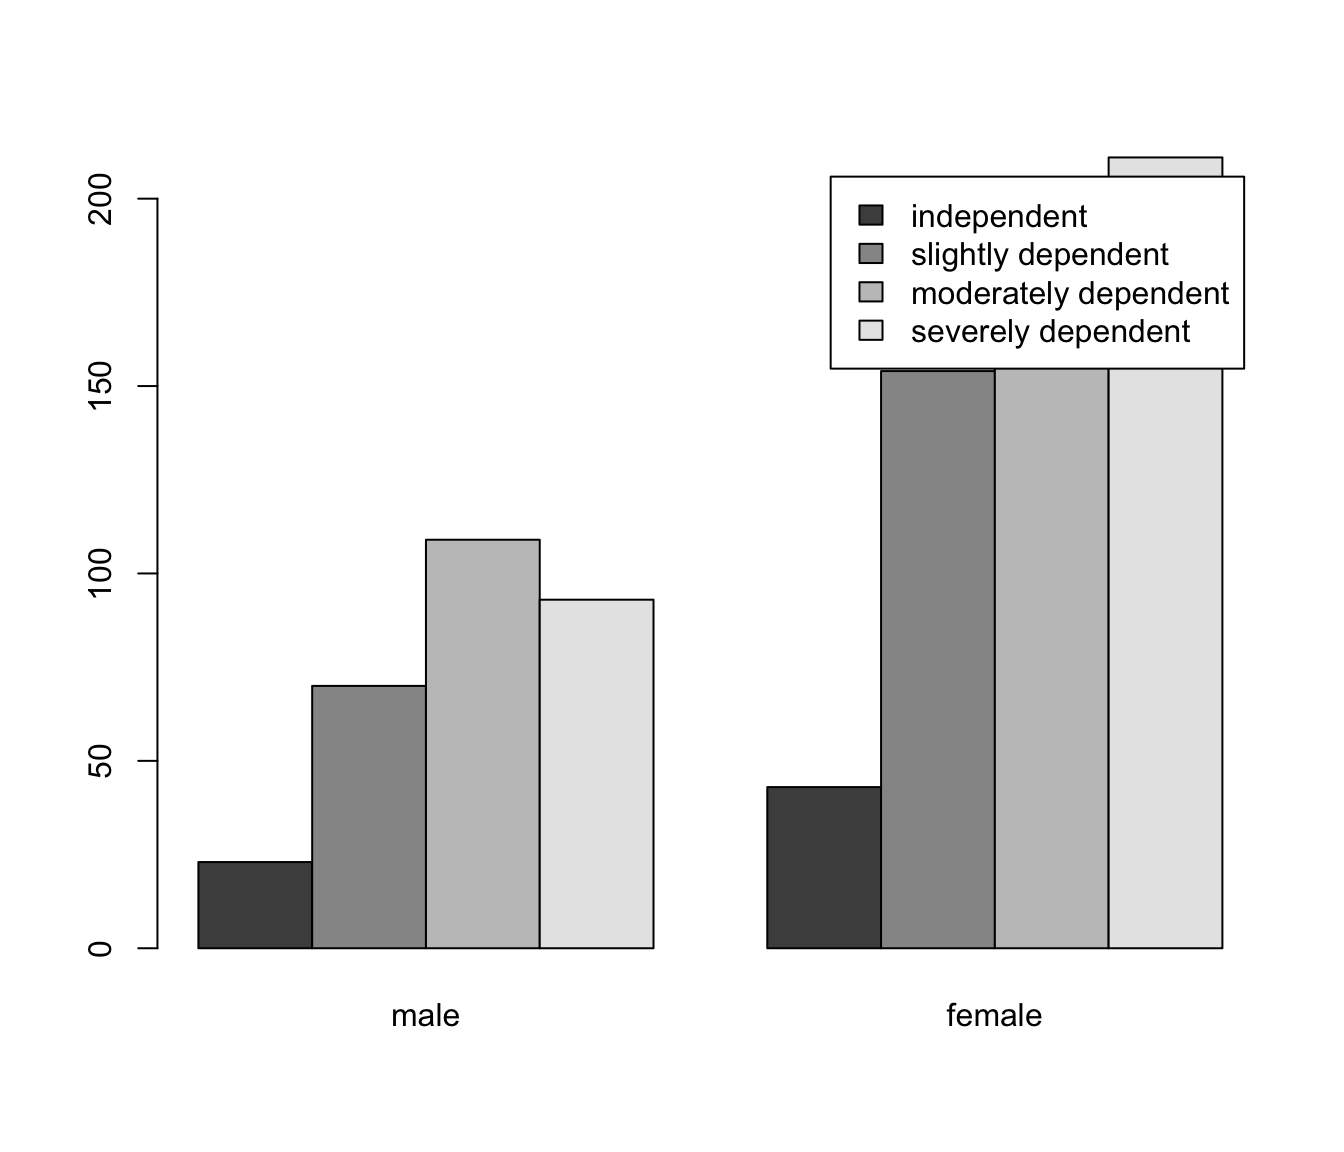 200
150
100
50
0
independent
slightly dependent
moderately dependent
severely dependent
male
female